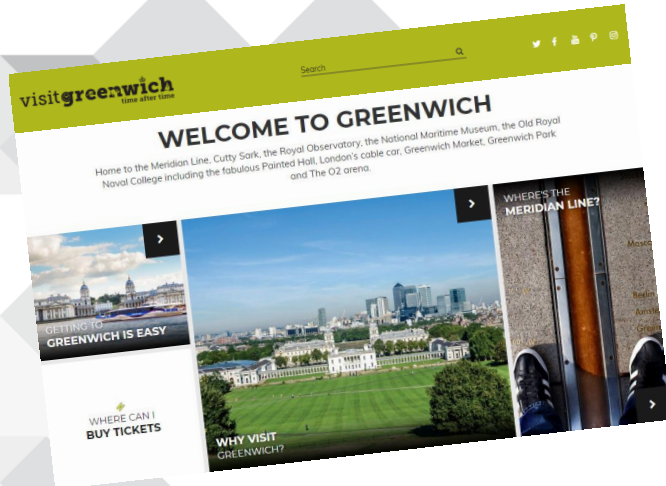 visitgreenwich
time after time
Search
WELCOME TO GREENWICH
Home to the Meridian Line, Cutty Sark, the Royal Observatory, the National Maritime Museum, the Old Royal
Naval College including the fabulous Painted Hall, London's cable car, Greenwich Market, Greenwich Park
and The O2 arena.
GETTING TO
GREENWICH IS EASY
WHERE CAN I
BUY TICKETS
WHY VISIT
GREENWICH?
WHERE'S THE
MERIDIAN LINE?
Berlin